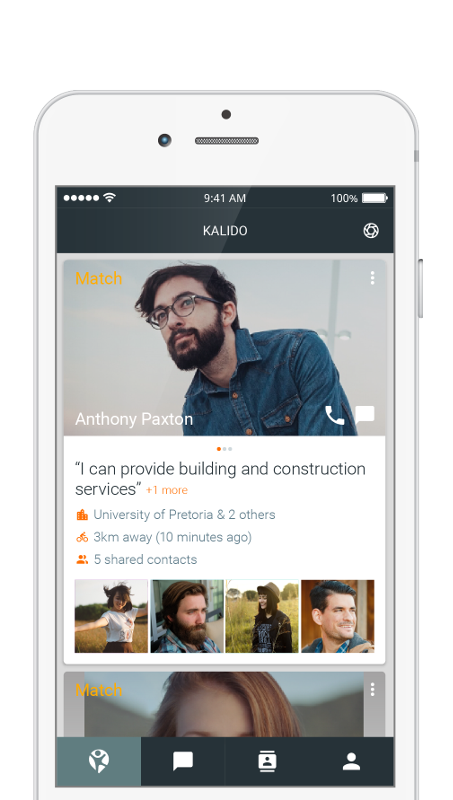 9:41 AM
100%
KALIDO
Match
Anthony Paxton
“I can provide building and construction
services” +1 more
University of Pretoria & 2 others
3km away (10 minutes ago)
5 shared contacts
Match